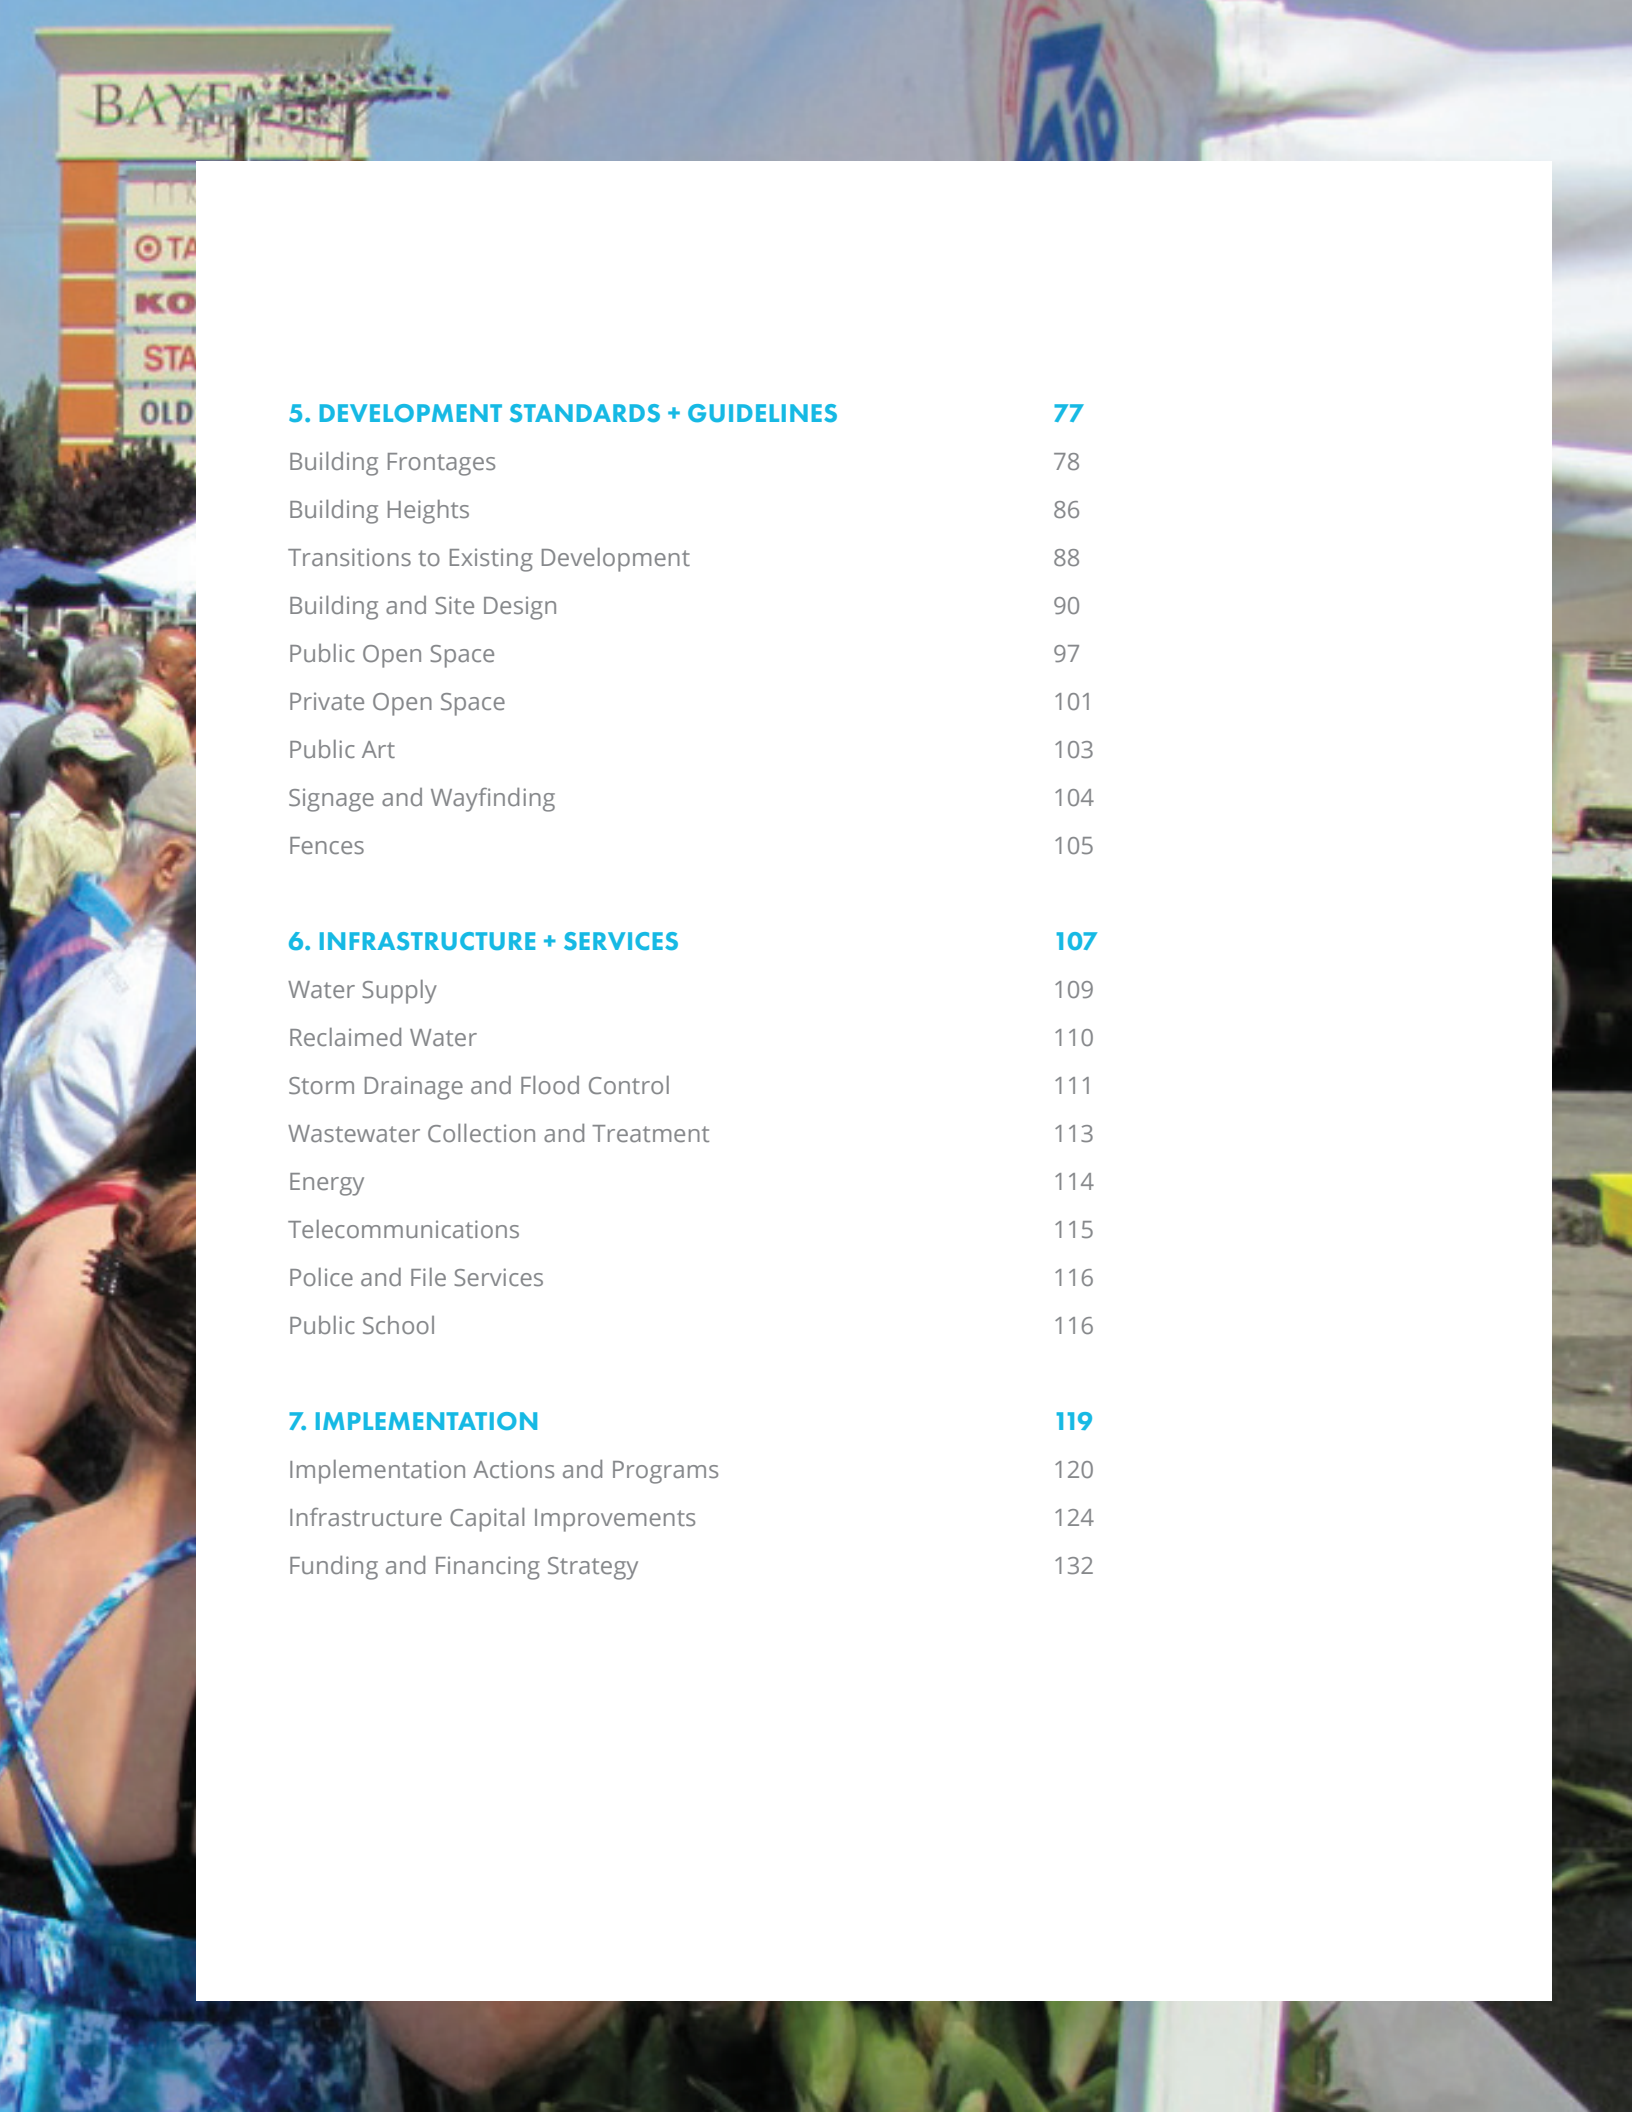 OLD
5. DEVELOPMENT STANDARDS + GUIDELINES 77
Building Frontages 78
Building Heights 86
Transitions to Existing Development 88
Building and Site Design 90
Public Open Space 97
Private Open Space 101
Public Art 103
Signage and Wayfinding 104
Fences 105
6. INFRASTRUCTURE + SERVICES 107
Water Supply 109
Reclaimed Water 110
Storm Drainage and Flood Control 111
Wastewater Collection and Treatment 113
Energy 114
Telecommunications 115
Police and File Services 116
Public School 116
7. IMPLEMENTATION 119
Implementation Actions and Programs 120
Infrastructure Capital Improvements 124
Funding and Financing Strategy 132